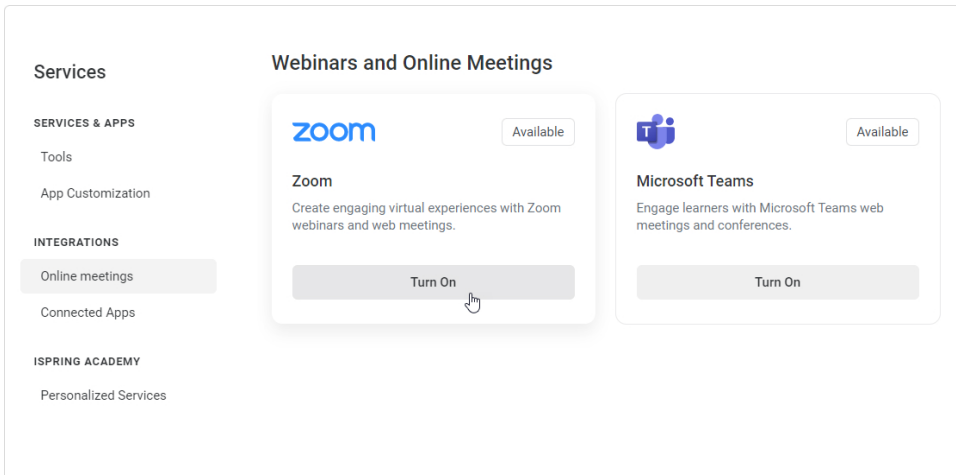 Services
SERVICES & APPS
Tools
App Customization
INTEGRATIONS
Online meetings
Connected Apps
ISPRING ACADEMY
Personalized Services
Webinars and Online Meetings
zoom
Available
Zoom
Create engaging virtual experiences with Zoom
webinars and web meetings.
Turn On
T
Available
Microsoft Teams
Engage learners with Microsoft Teams web
meetings and conferences.
Turn On